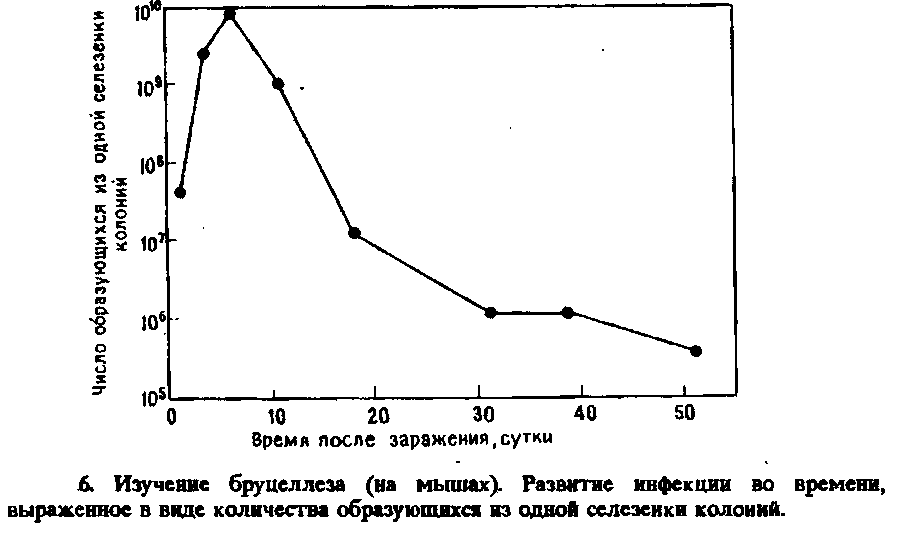 10¹⁰
10⁹
10⁸
10⁷
10⁶
10⁵
Число образующихся из одной селезенки
колоний
0 10 20 30 40 50
Время после заражения, сутки
6. Изучение бруцеллеза (на мышах). Развитие инфекции во времени,
выраженное в виде количества образующихся из одной селезенки колоний.